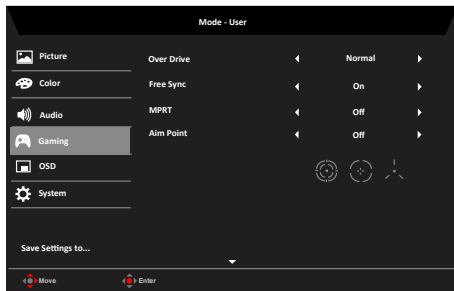 Mode - User
Picture
Color
Audio
Gaming
OSD
System
Save Settings to...
Over Drive Normal
Free Sync On
MPRT Off
Aim Point Off
Move Enter